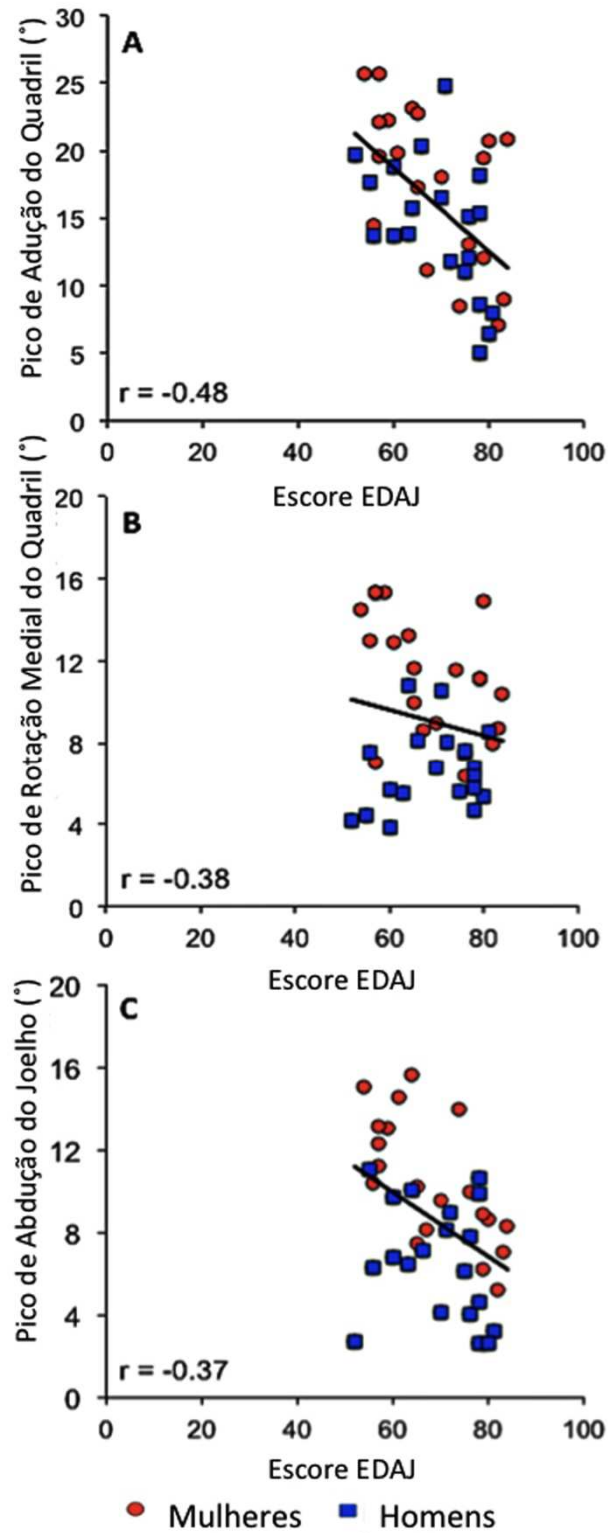 A
Pico de Adução do Quadril (°)
30
25
20
15
10
5
0
r = -0.48
0 20 40 60 80 100
Escore EDAJ
B
Pico de Rotação Medial do Quadril (°)
20
16
12
8
4
0
r = -0.38
0 20 40 60 80 100
Escore EDAJ
C
Pico de Abdução do Joelho (°)
20
16
12
8
4
0
r = -0.37
0 20 40 60 80 100
Escore EDAJ
Mulheres Homens